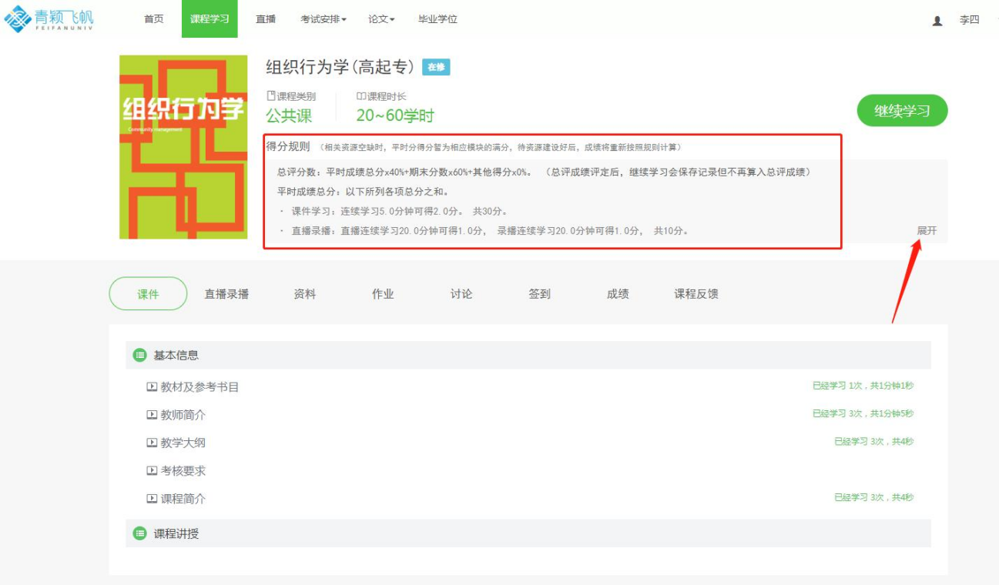 青颖飞帆
FEIFANUNIV
首页 课程学习 直播 考试安排 论文 毕业学位 李四
组织行为学
Community management
组织行为学(高起专) 在修
课程类别 课程时长
公共课 20~60学时
继续学习
得分规则 (相关资源空缺时,平时分得分暂为相应模块的满分,待资源建设好后,成绩将重新按照规则计算)
总评分数:平时成绩总分x40%+期末分数x60%+其他得分x0%。 (总评成绩评定后,继续学习会保存记录但不再算入总评成绩)
平时成绩总分:以下所列各项总分之和。
· 课件学习:连续学习5.0分钟可得2.0分。 共30分。
· 直播录播:直播连续学习20.0分钟可得1.0分, 录播连续学习20.0分钟可得1.0分, 共10分。
展开
课件 直播录播 资料 作业 讨论 签到 成绩 课程反馈
基本信息
教材及参考书目 已经学习 1次,共1分钟1秒
教师简介 已经学习 3次,共1分钟5秒
教学大纲 已经学习 3次,共4秒
考核要求
课程简介 已经学习 3次,共4秒
课程讲授